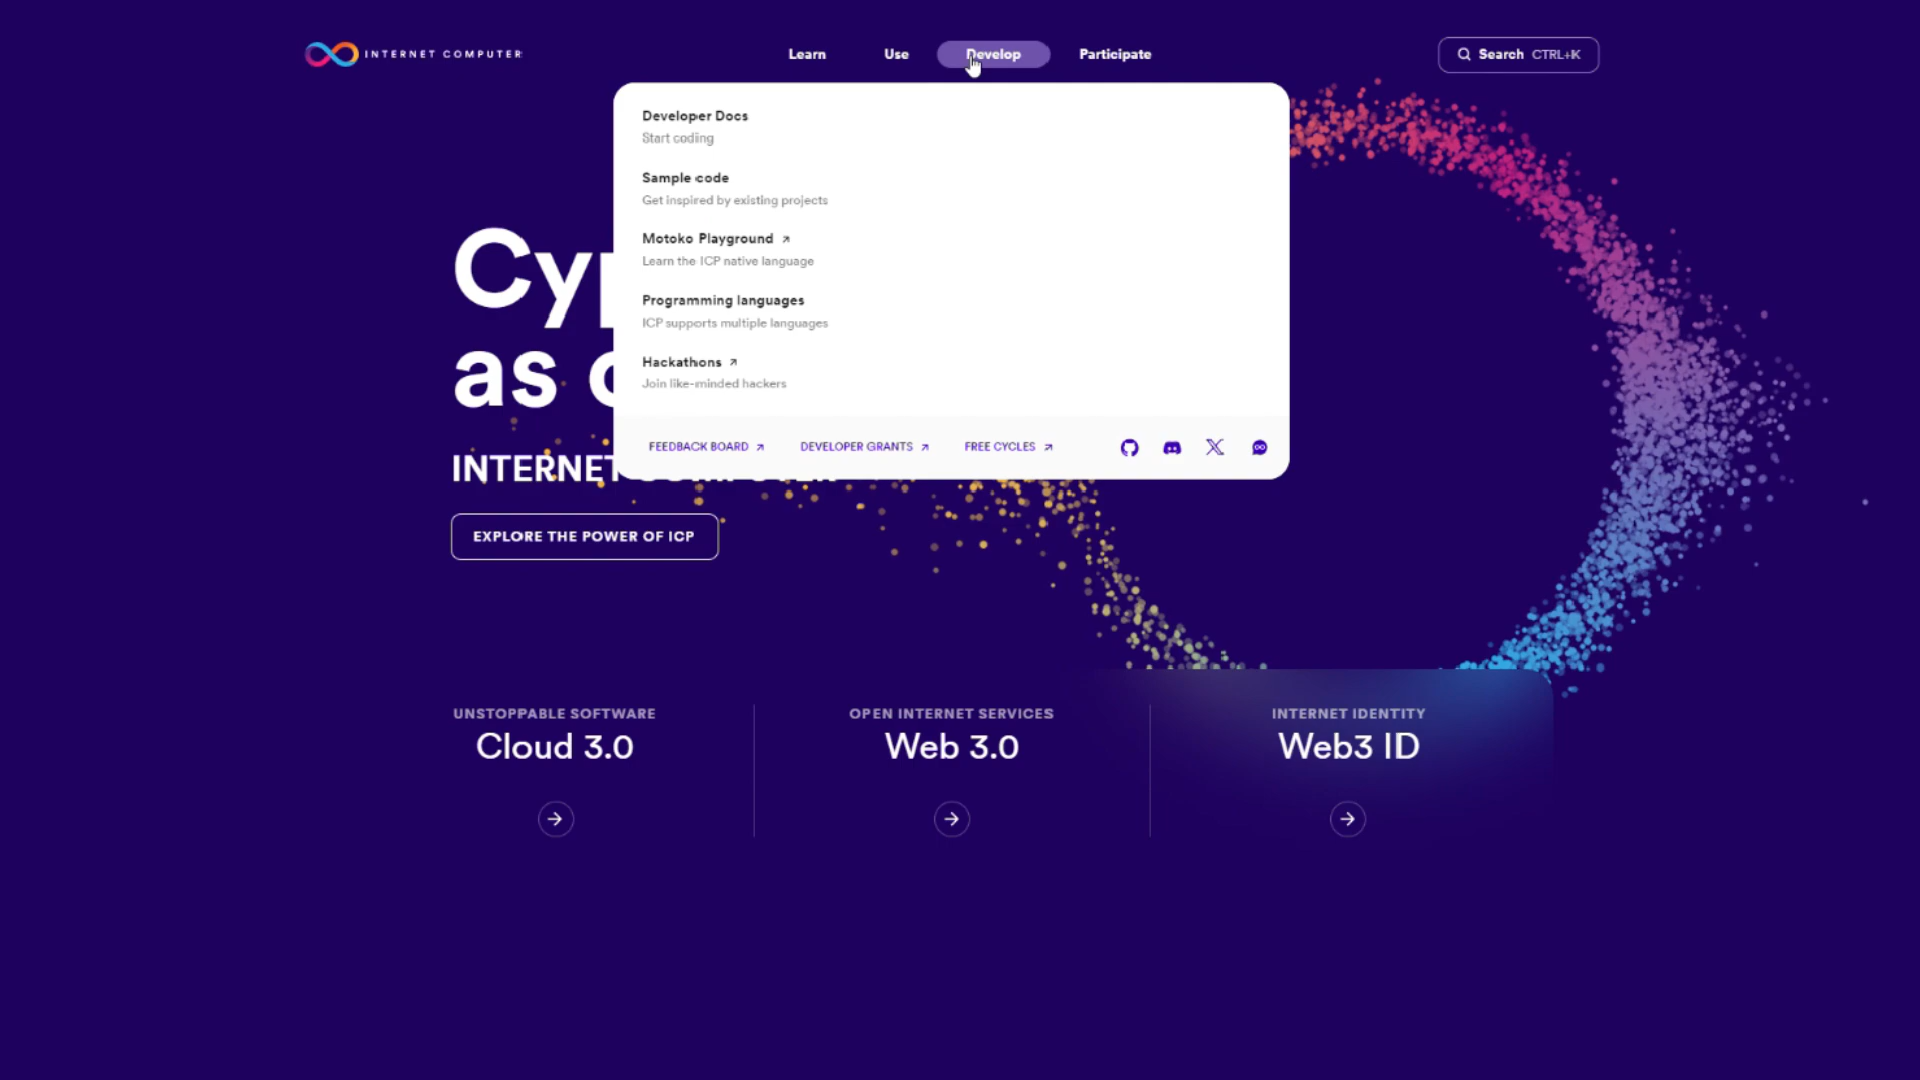 INTERNET COMPUTER
Learn
Use
Develop
Participate
Search CTRL+K
Developer Docs
Start coding
Sample code
Get inspired by existing projects
Motoko Playground
Learn the ICP native language
Programming languages
ICP supports multiple languages
Hackathons
Join like-minded hackers
FEEDBACK BOARD
DEVELOPER GRANTS
FREE CYCLES
as
INTERNET
EXPLORE THE POWER OF ICP
UNSTOPPABLE SOFTWARE
Cloud 3.0
OPEN INTERNET SERVICES
Web 3.0
INTERNET IDENTITY
Web3 ID